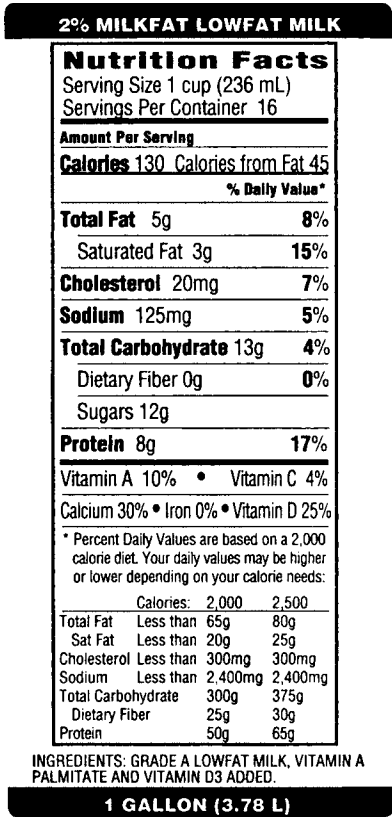 2% MILKFAT LOWFAT MILK
Nutrition Facts
Serving Size 1 cup (236 mL)
Servings Per Container 16
Amount Per Serving
Calories 130 Calories from Fat 45
% Daily Value*
Total Fat 5g 8%
Saturated Fat 3g 15%
Cholesterol 20mg 7%
Sodium 125mg 5%
Total Carbohydrate 13g 4%
Dietary Fiber 0g 0%
Sugars 12g
Protein 8g 17%
Vitamin A 10% • Vitamin C 4%
Calcium 30% • Iron 0% • Vitamin D 25%
* Percent Daily Values are based on a 2,000
calorie diet. Your daily values may be higher
or lower depending on your calorie needs:
Calories: 2,000 2,500
Total Fat Less than 65g 80g
Sat Fat Less than 20g 25g
Cholesterol Less than 300mg 300mg
Sodium Less than 2,400mg 2,400mg
Total Carbohydrate 300g 375g
Dietary Fiber 25g 30g
Protein 50g 65g
INGREDIENTS: GRADE A LOWFAT MILK, VITAMIN A
PALMITATE AND VITAMIN D3 ADDED.
1 GALLON (3.78 L)